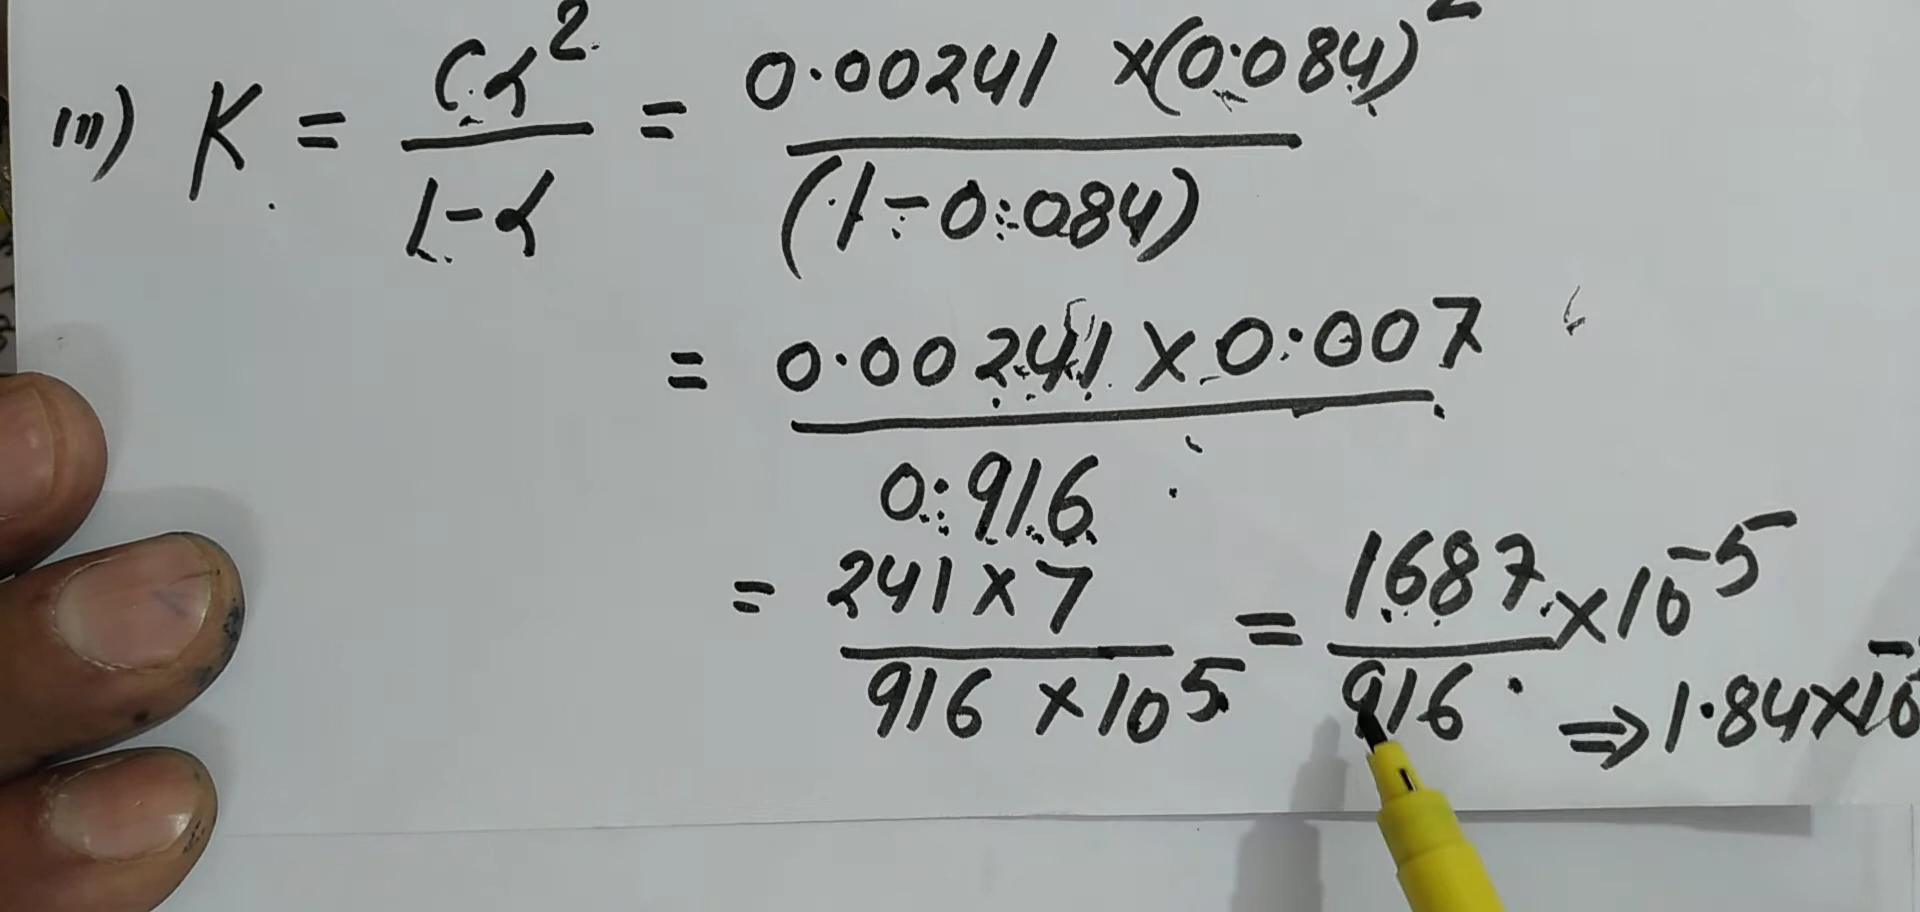 iii) K = Cα² / 1-α = 0.00241 ×(0.084)² / (1-0.084)
= 0.00241 × 0.007 / 0.916
= 241×7 / 916 ×10⁵ = 1687 / 916 ×10⁻⁵ ⇒ 1.84×10